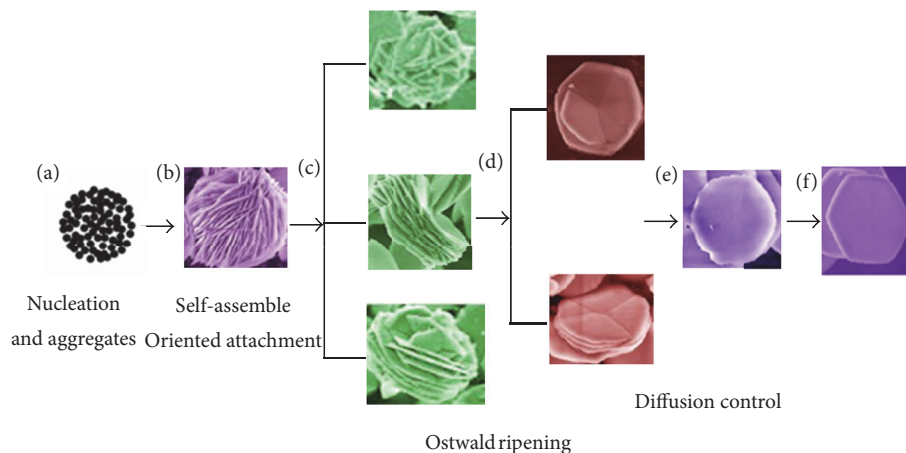 (a)
(b)
(c)
(d)
(e)
(f)
Nucleation
and aggregates
Self-assemble
Oriented attachment
Ostwald ripening
Diffusion control